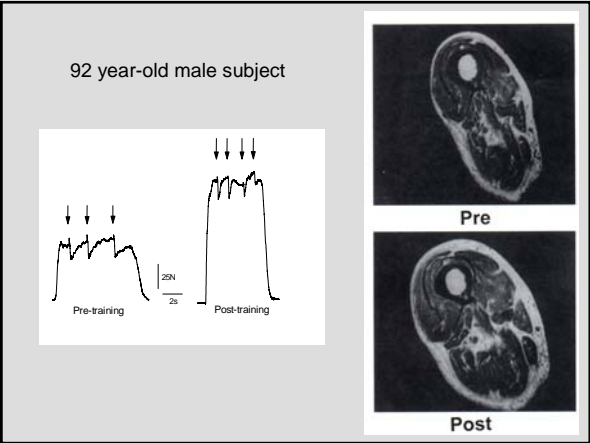 92 year-old male subject
25N
2s
Pre-training
Post-training
Pre
Post